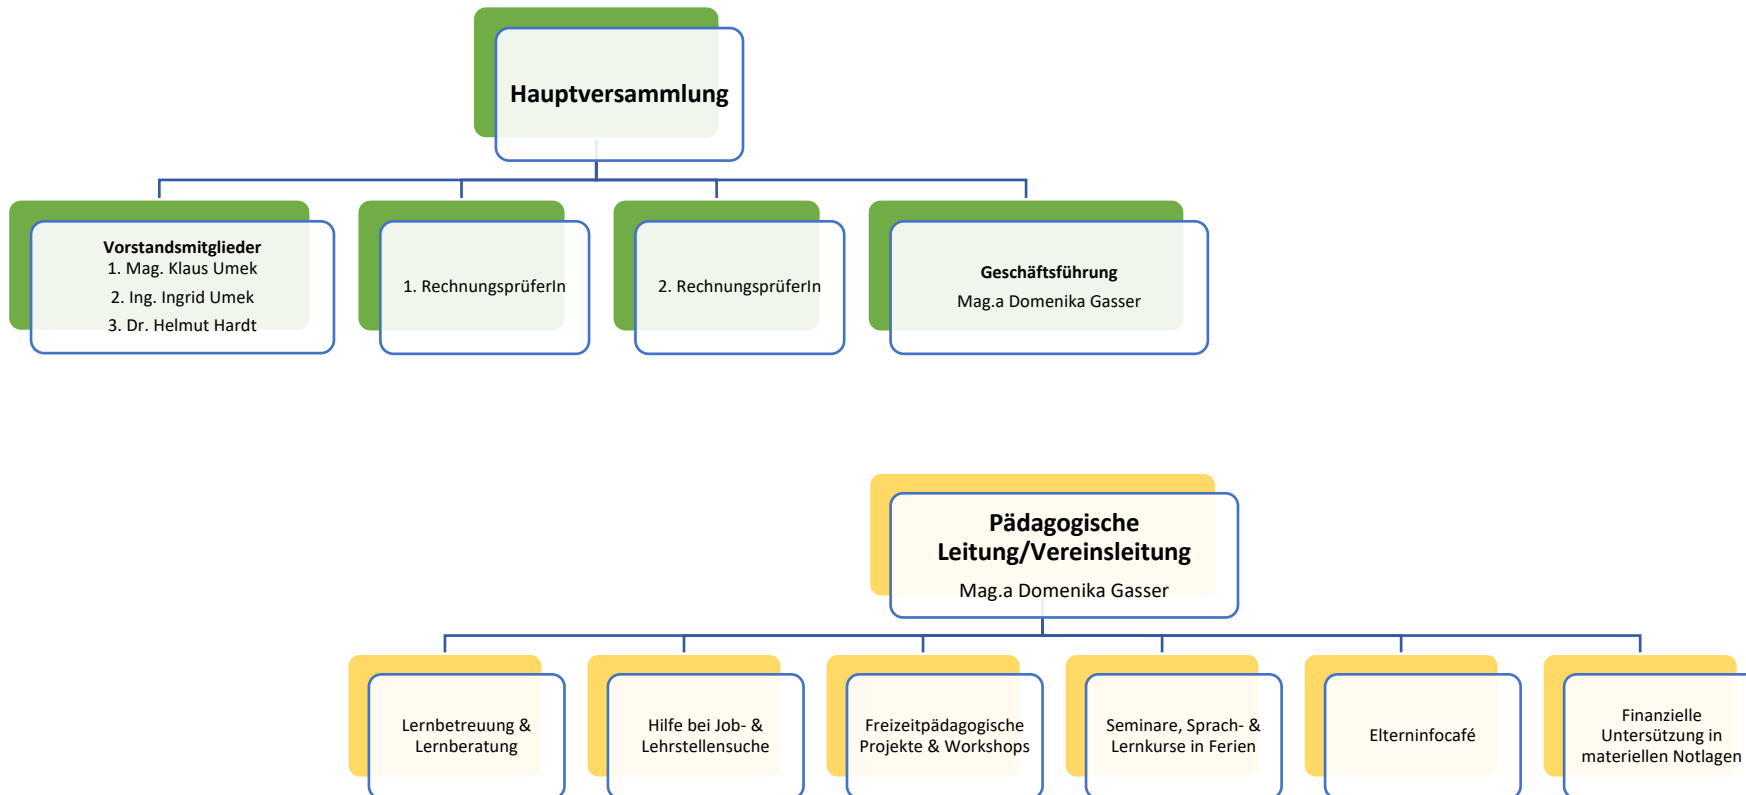 Hauptversammlung
Vorstandsmitglieder
1. Mag. Klaus Umek
2. Ing. Ingrid Umek
3. Dr. Helmut Hardt
1. RechnungsprüferIn
2. RechnungsprüferIn
Geschäftsführung
Mag.a Domenika Gasser
Pädagogische
Leitung/Vereinsleitung
Mag.a Domenika Gasser
Lernbetreuung &
Lernberatung
Hilfe bei Job- &
Lehrstellensuche
Freizeitpädagogische
Projekte & Workshops
Seminare, Sprach- &
Lernkurse in Ferien
Elterninfocafé
Finanzielle
Untersützung in
materiellen Notlagen